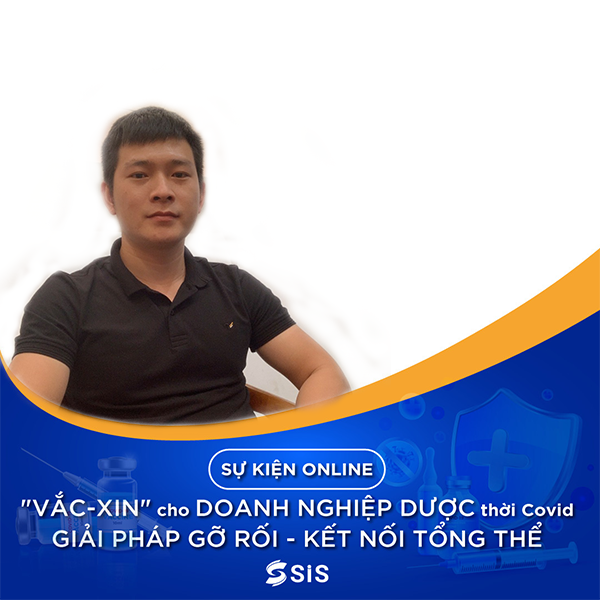 SỰ KIỆN ONLINE
"VẮC-XIN" cho DOANH NGHIỆP DƯỢC thời Covid
GIẢI PHÁP GỠ RỐI - KẾT NỐI TỔNG THỂ
SiS